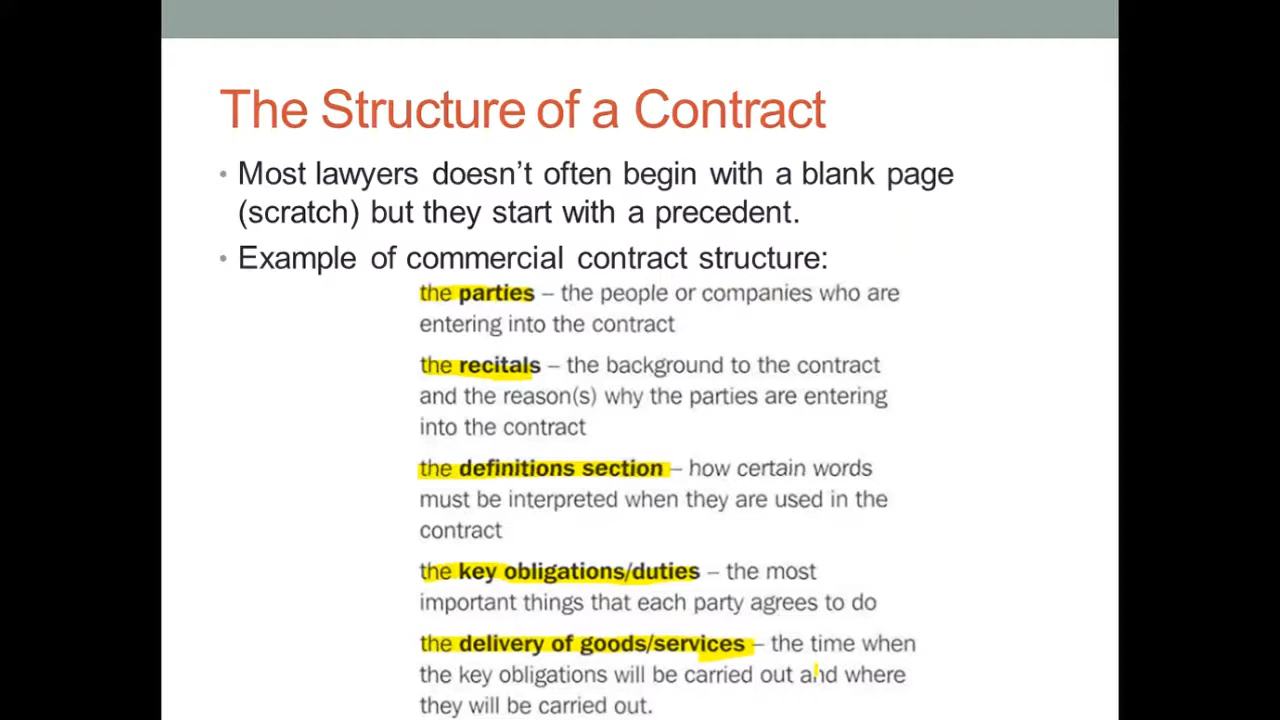 The Structure of a Contract
• Most lawyers doesn’t often begin with a blank page
(scratch) but they start with a precedent.
• Example of commercial contract structure:
the parties – the people or companies who are
entering into the contract
the recitals – the background to the contract
and the reason(s) why the parties are entering
into the contract
the definitions section – how certain words
must be interpreted when they are used in the
contract
the key obligations/duties – the most
important things that each party agrees to do
the delivery of goods/services – the time when
the key obligations will be carried out and where
they will be carried out.